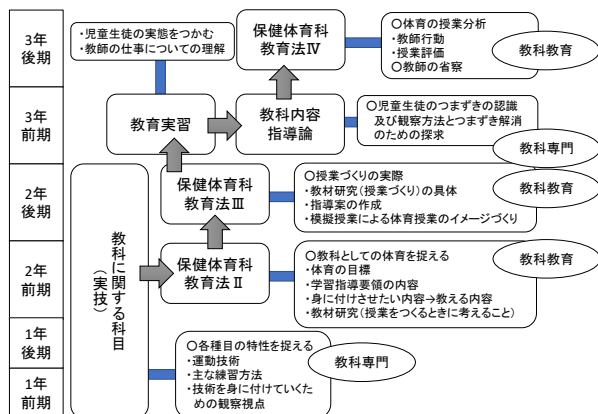 3年
後期
・児童生徒の実態をつかむ
・教師の仕事についての理解
保健体育科
教育法Ⅳ
○体育の授業分析
・教師行動
・授業評価
○教師の省察
教科教育
3年
前期
教育実習
教科内容
指導論
○児童生徒のつまずきの認識
及び観察方法とつまずき解消
のための探求
教科専門
2年
後期
保健体育科
教育法Ⅲ
○授業づくりの実際
・教材研究(授業づくり)の具体
・指導案の作成
・模擬授業による体育授業のイメージづくり
教科教育
2年
前期
教科に関する科目
(実技)
保健体育科
教育法Ⅱ
○教科としての体育を捉える
・体育の目標
・学習指導要領の内容
・身に付けさせたい内容→教える内容
・教材研究(授業をつくるときに考えること)
教科教育
1年
後期
○各種目の特性を捉える
・運動技術
・主な練習方法
・技術を身に付けていくた
めの観察視点
教科専門
1年
前期